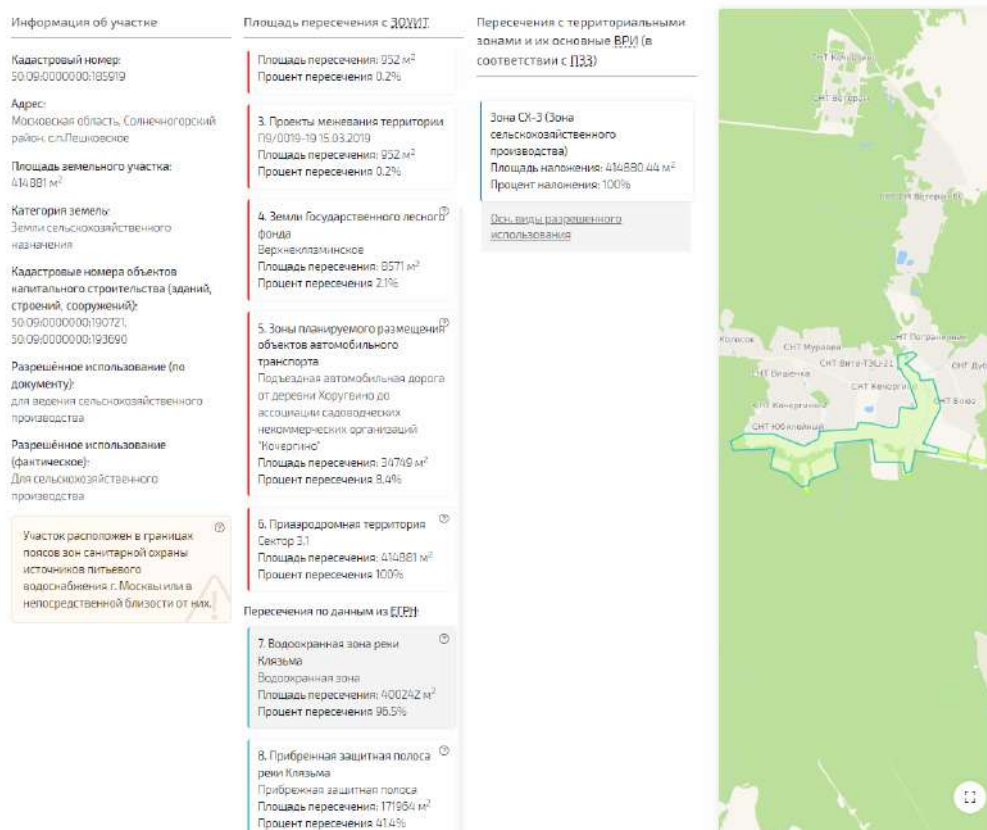 Информация об участке
Кадастровый номер:
50:09:0000000:185919
Адрес:
Московская область, Солнечногорский
район, с.п.Пешковское
Площадь земельного участка:
414881 м²
Категория земель:
Земли сельскохозяйственного
назначения
Кадастровые номера объектов
капитального строительства (зданий,
строений, сооружений):
50:09:0000000:190721,
50:09:0000000:193690
Разрешённое использование (по
документу):
для ведения сельскохозяйственного
производства
Разрешённое использование
(фактическое):
Для сельскохозяйственного
производства
Участок расположен в границах
поясов зон санитарной охраны
источников питьевого
водоснабжения г. Москвы или в
непосредственной близости от них.
Площадь пересечения с ЗОУИТ
Площадь пересечения: 952 м²
Процент пересечения 0.2%
3. Проекты межевания территории
П9/0019-19 15.03.2019
Площадь пересечения: 952 м²
Процент пересечения 0.2%
4. Земли Государственного лесного
фонда
Верхнеклязминское
Площадь пересечения: 8571 м²
Процент пересечения 2.1%
5. Зоны планируемого размещения
объектов автомобильного
транспорта
Подъездная автомобильная дорога
от деревни Хоругвино до
ассоциации садоводческих
некоммерческих организаций
"Кочергино"
Площадь пересечения: 34749 м²
Процент пересечения 8.4%
6. Приаэродромная территория
Сектор 3.1
Площадь пересечения: 414881 м²
Процент пересечения 100%
Пересечения по данным из ЕГРН:
7. Водоохранная зона реки
Клязьма
Водоохранная зона
Площадь пересечения: 400242 м²
Процент пересечения 96.5%
8. Прибрежная защитная полоса
реки Клязьма
Прибрежная защитная полоса
Площадь пересечения: 171964 м²
Процент пересечения 41.4%
Пересечения с территориальными
зонами и их основные ВРИ (в
соответствии с ПЗЗ)
Зона СХ-3 (Зона
сельскохозяйственного
производства)
Площадь наложения: 414880.44 м²
Процент наложения: 100%
Осн. виды разрешенного
использования
СНТ Ветеран
СНТ Пограничник
Колосок
СНТ Муравей
СНТ Вита-ТЭЦ-21
СНТ Вишенка
СНТ Кочергино
СНТ Юбилейный